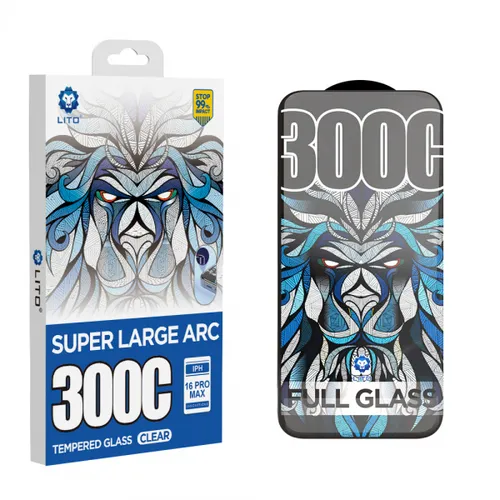 LITO
STOP
99%
IMPACT
LITO
SUPER LARGE ARC
300C
IPH
16 PRO
MAX
TEMPERED GLASS CLEAR
300C
FULL GLASS